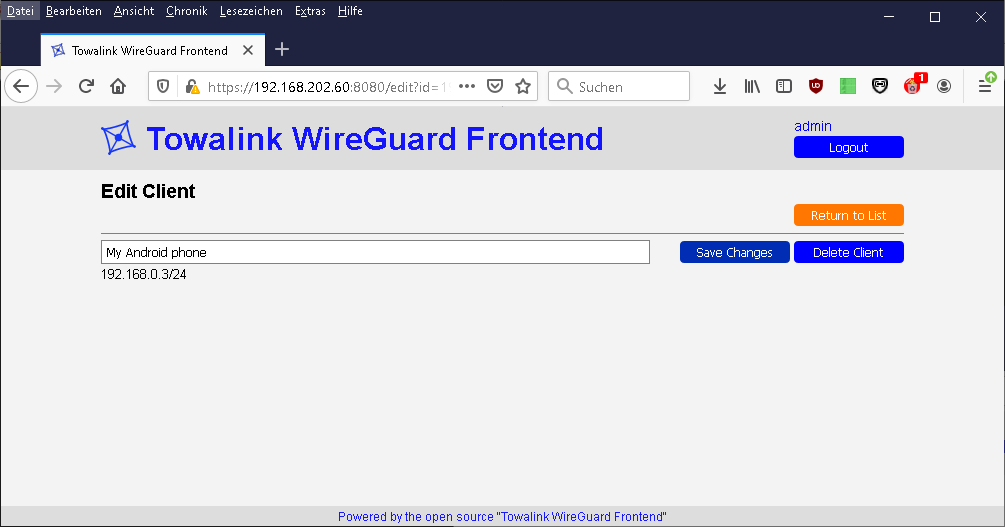 Datei Bearbeiten Ansicht Chronik Lesezeichen Extras Hilfe
Towalink WireGuard Frontend
https://192.168.202.60:8080/edit?id=1
Suchen
UD
1
Towalink WireGuard Frontend
admin
Logout
Edit Client
Return to List
My Android phone
Save Changes
Delete Client
192.168.0.3/24
Powered by the open source "Towalink WireGuard Frontend"